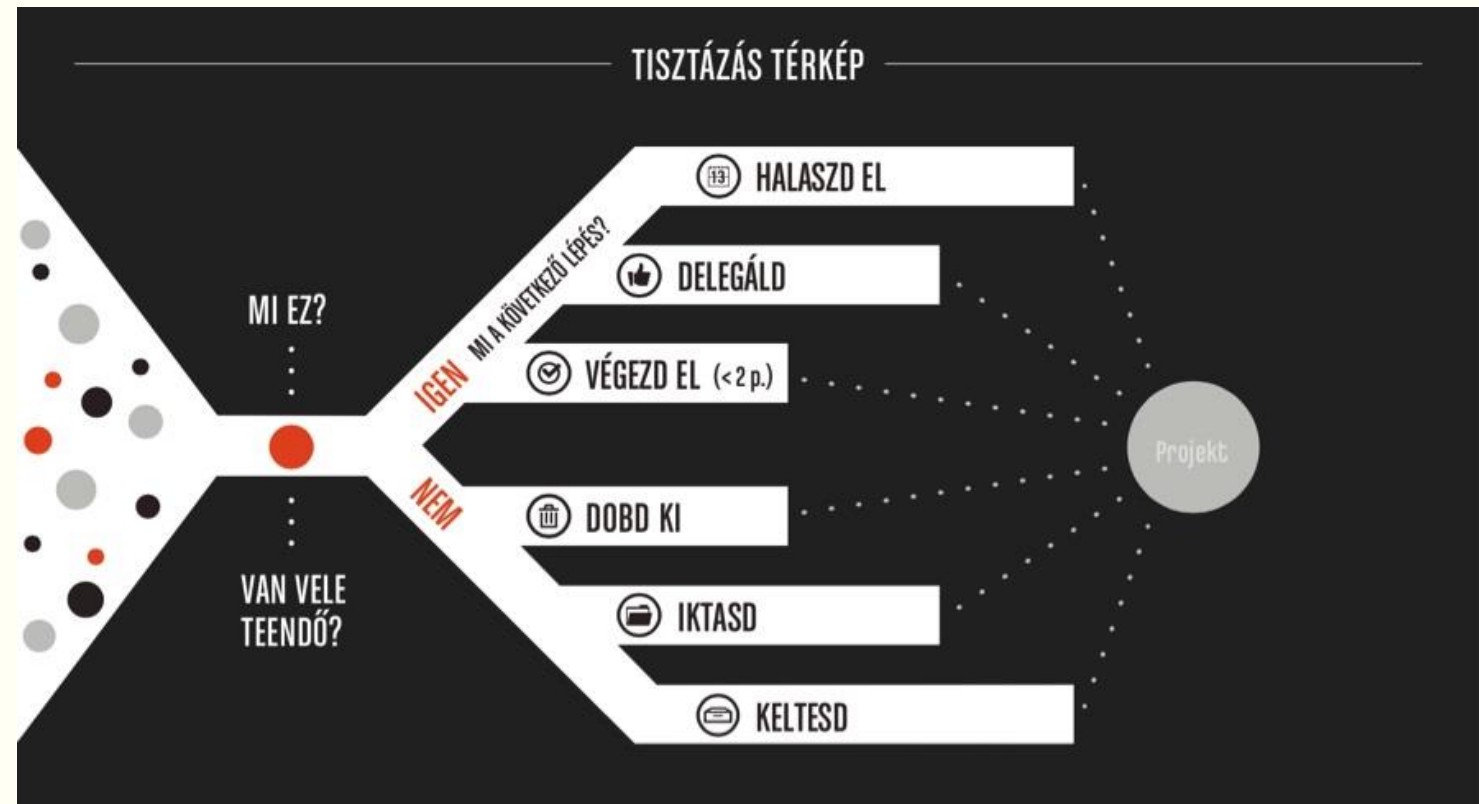 TISZTÁZÁS TÉRKÉP
MI EZ?
VAN VELE
TEENDŐ?
IGEN MI A KÖVETKEZŐ LÉPÉS?
13 HALASZD EL
DELEGÁLD
VÉGEZD EL (< 2 p.)
NEM
DOBD KI
IKTASD
KELTESD
Projekt